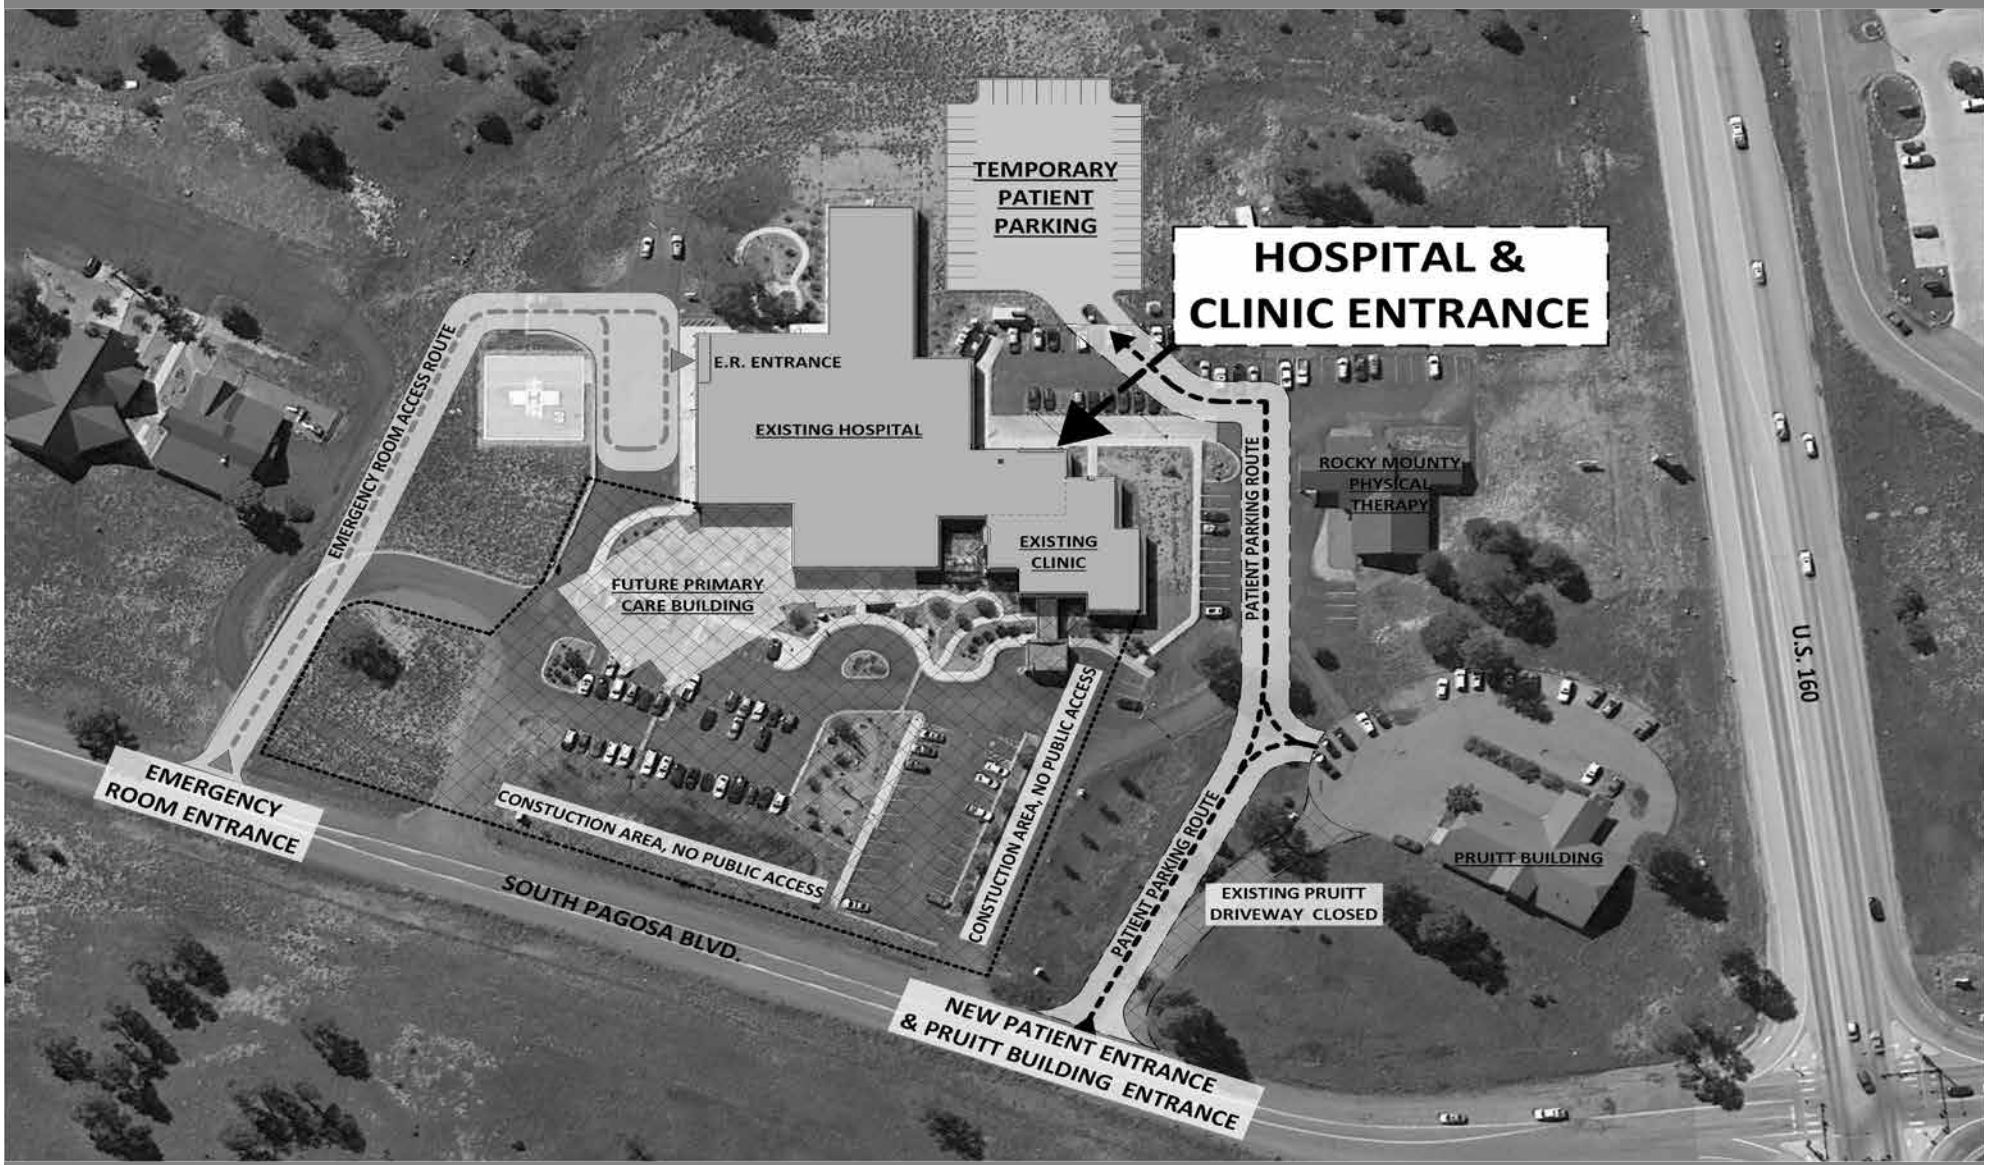 TEMPORARY
PATIENT
PARKING
HOSPITAL &
CLINIC ENTRANCE
E.R. ENTRANCE
EMERGENCY ROOM ACCESS ROUTE
H
EXISTING HOSPITAL
PATIENT PARKING ROUTE
ROCKY MOUNTY
PHYSICAL
THERAPY
EXISTING
CLINIC
FUTURE PRIMARY
CARE BUILDING
U.S. 160
CONSTUCTION AREA, NO PUBLIC ACCESS
EMERGENCY
ROOM ENTRANCE
CONSTUCTION AREA, NO PUBLIC ACCESS
PATIENT PARKING ROUTE
PRUITT BUILDING
EXISTING PRUITT
DRIVEWAY CLOSED
SOUTH PAGOSA BLVD.
NEW PATIENT ENTRANCE
& PRUITT BUILDING ENTRANCE